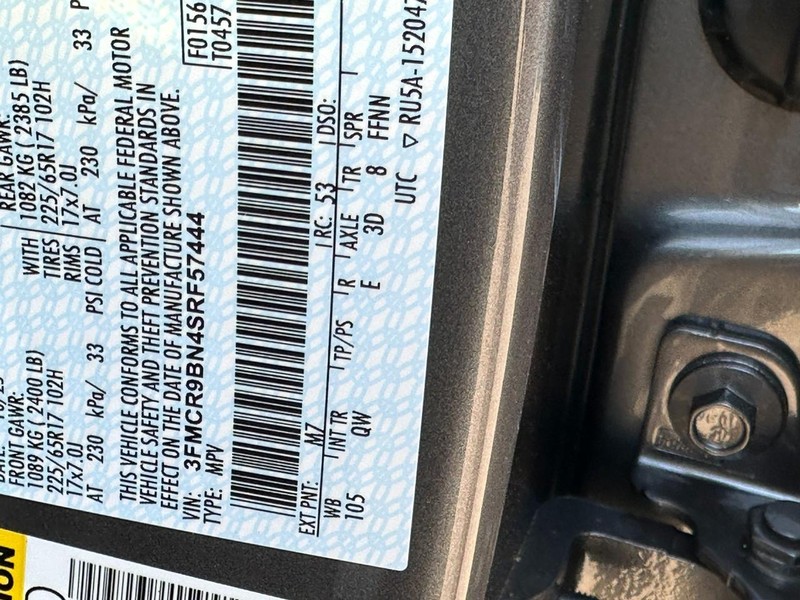 REAR GAWR:
1082 KG ( 2385 LB)
WITH
225/65R17 102H
TIRES
17x7.0J
RIMS
AT 230 kPa/ 33
PSI COLD
DATE:
FRONT GAWR:
1089 KG ( 2400 LB)
225/65R17 102H
17x7.0J
AT 230 kPa/ 33
THIS VEHICLE CONFORMS TO ALL APPLICABLE FEDERAL MOTOR
VEHICLE SAFETY AND THEFT PREVENTION STANDARDS IN
EFFECT ON THE DATE OF MANUFACTURE SHOWN ABOVE.
VIN: 3FMCR9BN4SRF57444
TYPE: MPV
F0156
T0457
EXT PNT: M7 RC: 53 DSO:
WB INT TR TP/PS R AXLE TR SPR
105 QW E 3D 8 FFNN
UTC ▽ RU5A-15204